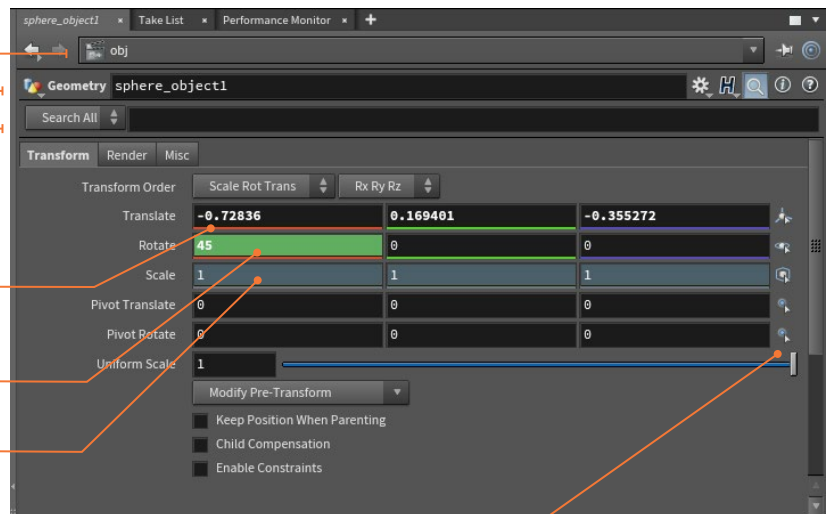 sphere_object1 × Take List × Performance Monitor × +
obj
Geometry sphere_object1
Search All
Transform Render Misc
Transform Order Scale Rot Trans Rx Ry Rz
Translate -0.72836 0.169401 -0.355272
Rotate 45 0 0
Scale 1 1 1
Pivot Translate 0 0 0
Pivot Rotate 0 0 0
Uniform Scale 1
Modify Pre-Transform
Keep Position When Parenting
Child Compensation
Enable Constraints